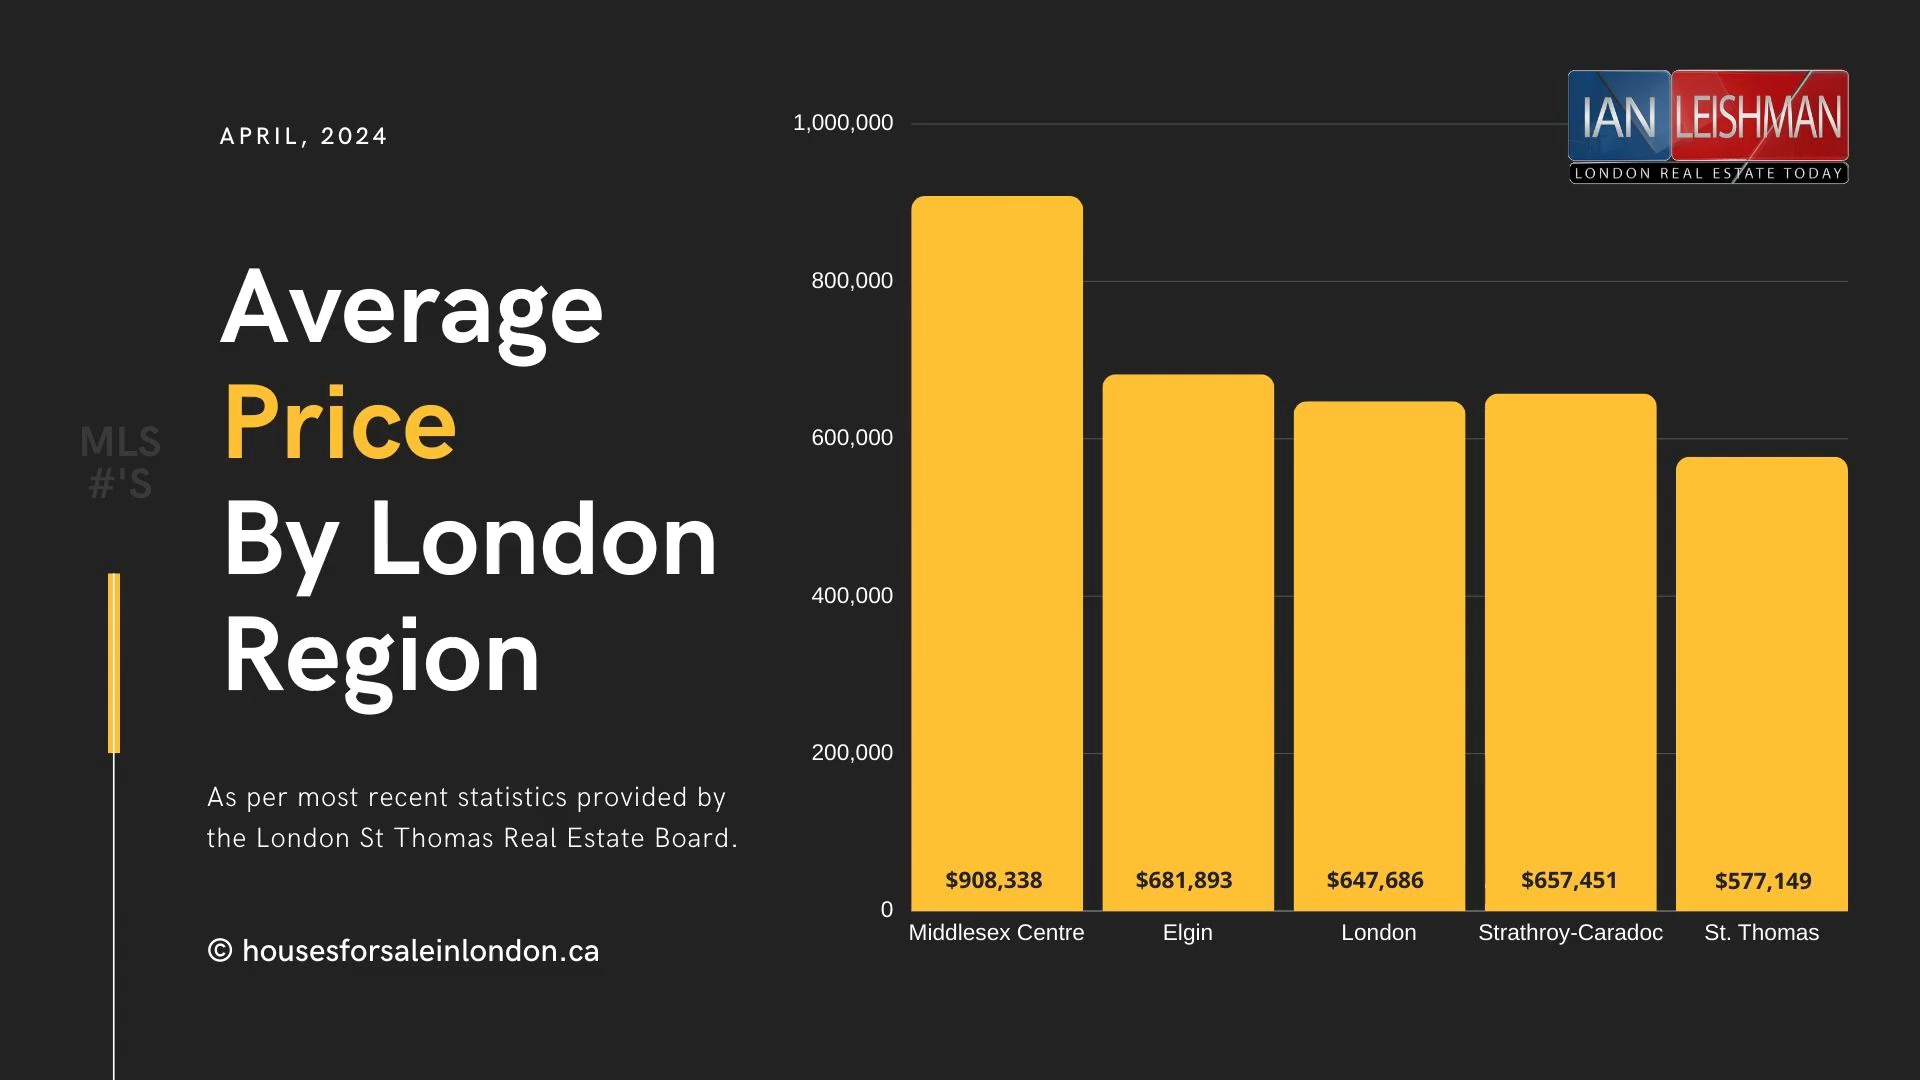 APRIL, 2024
Average
Price
By London
Region
MLS
#'S
As per most recent statistics provided by
the London St Thomas Real Estate Board.
© housesforsaleinlondon.ca
IAN LEISHMAN
LONDON REAL ESTATE TODAY
1,000,000
800,000
600,000
400,000
200,000
0
$908,338 $681,893 $647,686 $657,451 $577,149
Middlesex Centre Elgin London Strathroy-Caradoc St. Thomas